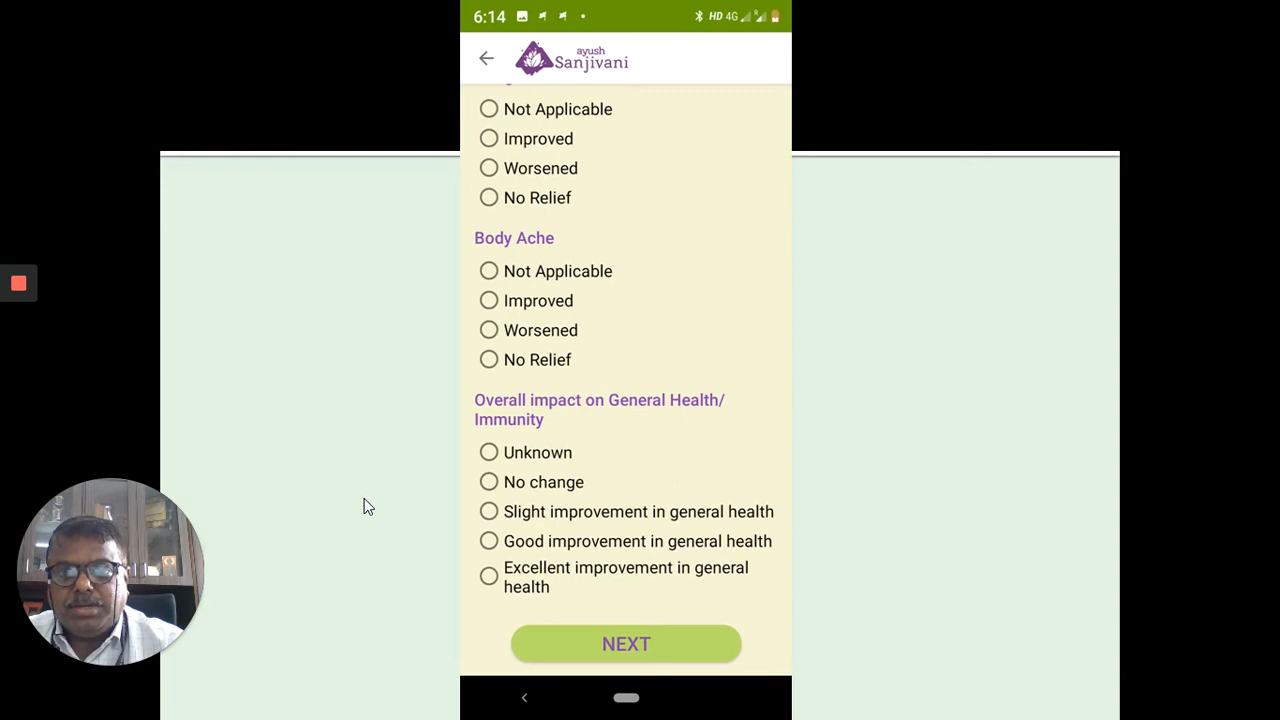 6:14
HD 4G R
ayush
Sanjivani
Not Applicable
Improved
Worsened
No Relief
Body Ache
Not Applicable
Improved
Worsened
No Relief
Overall impact on General Health/
Immunity
Unknown
No change
Slight improvement in general health
Good improvement in general health
Excellent improvement in general
health
NEXT